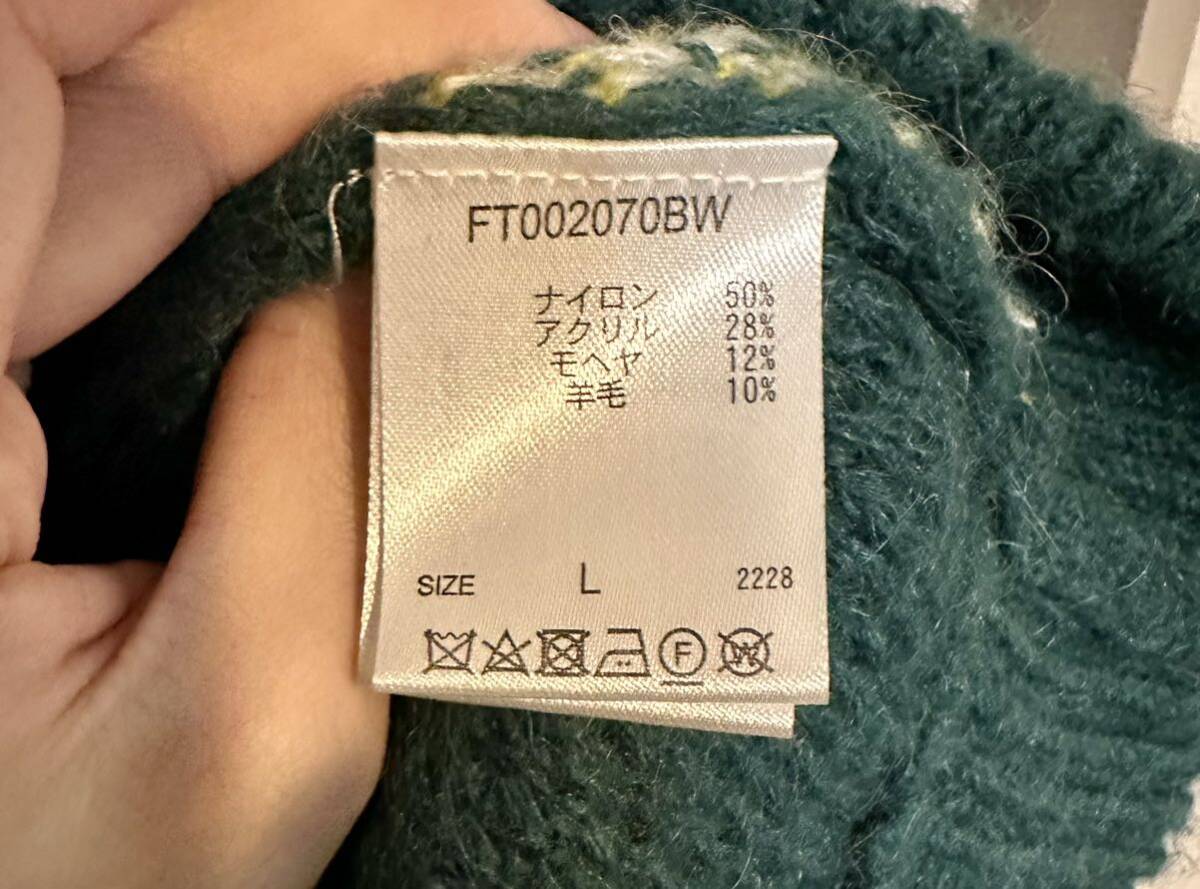 FT002070BW
ナイロン 50%
アクリル 28%
モヘヤ 12%
羊毛 10%
SIZE L 2228
F W